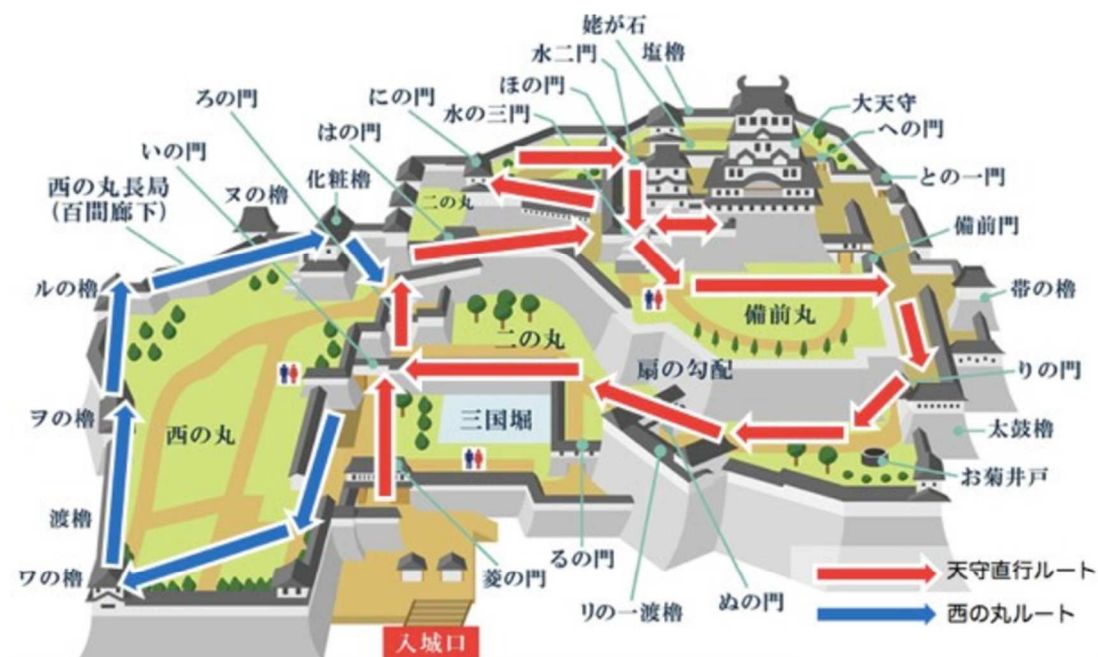 姥が石
水二門
塩櫓
ほの門
水の三門
にの門
ろの門
はの門
いの門
西の丸長局
(百間廊下)
ヌの櫓
化粧櫓
大天守
への門
との一門
備前門
帯の櫓
二の丸
ルの櫓
備前丸
二の丸
扇の勾配
りの門
ヲの櫓
西の丸
三国堀
太鼓櫓
お菊井戸
渡櫓
ワの櫓
菱の門
るの門
リの一渡櫓
ぬの門
天守直行ルート
西の丸ルート
入城口